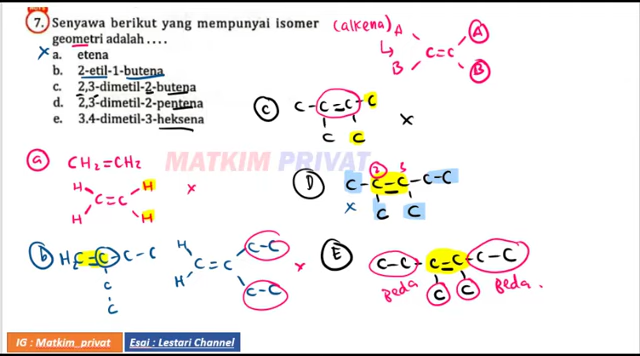 7. Senyawa berikut yang mempunyai isomer
geometri adalah ....
x a. etena
b. 2-etil-1-butena
c. 2,3-dimetil-2-butena
d. 2,3-dimetil-2-pentena
e. 3,4-dimetil-3-heksena
(alkena) A A
C=C
B B
C C-C=C-C
C C
x
a CH2=CH2
H H
C=C x
H H
MATKIM PRIVAT
D 2 3
C-C=C-C-C
x C C
b H2C=C-C-C
C
C
H C-C
C=C x
H C-C
E C-C-C=C-C-C
Beda C C Beda.
IG : Matkim_privat Esai : Lestari Channel